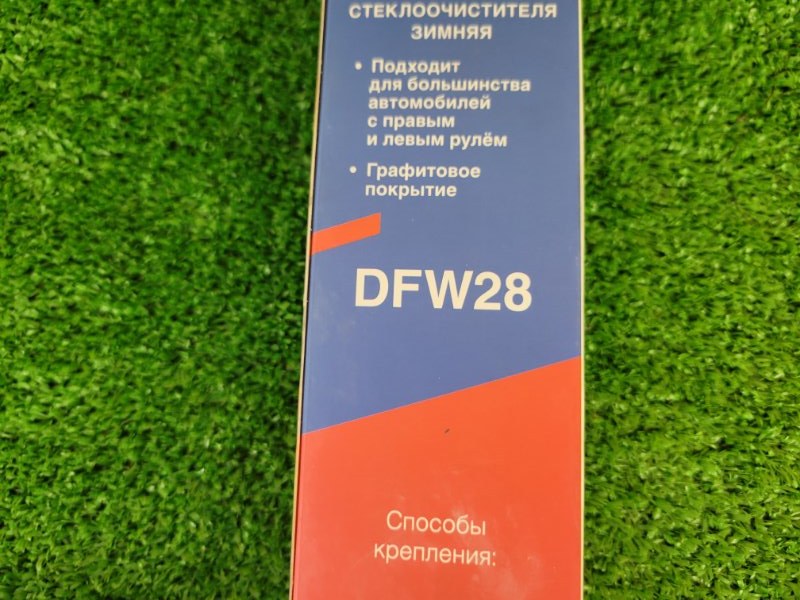 СТЕКЛООЧИСТИТЕЛЯ
ЗИМНЯЯ
• Подходит
для большинства
автомобилей
с правым
и левым рулём
• Графитовое
покрытие
DFW28
Способы
крепления: